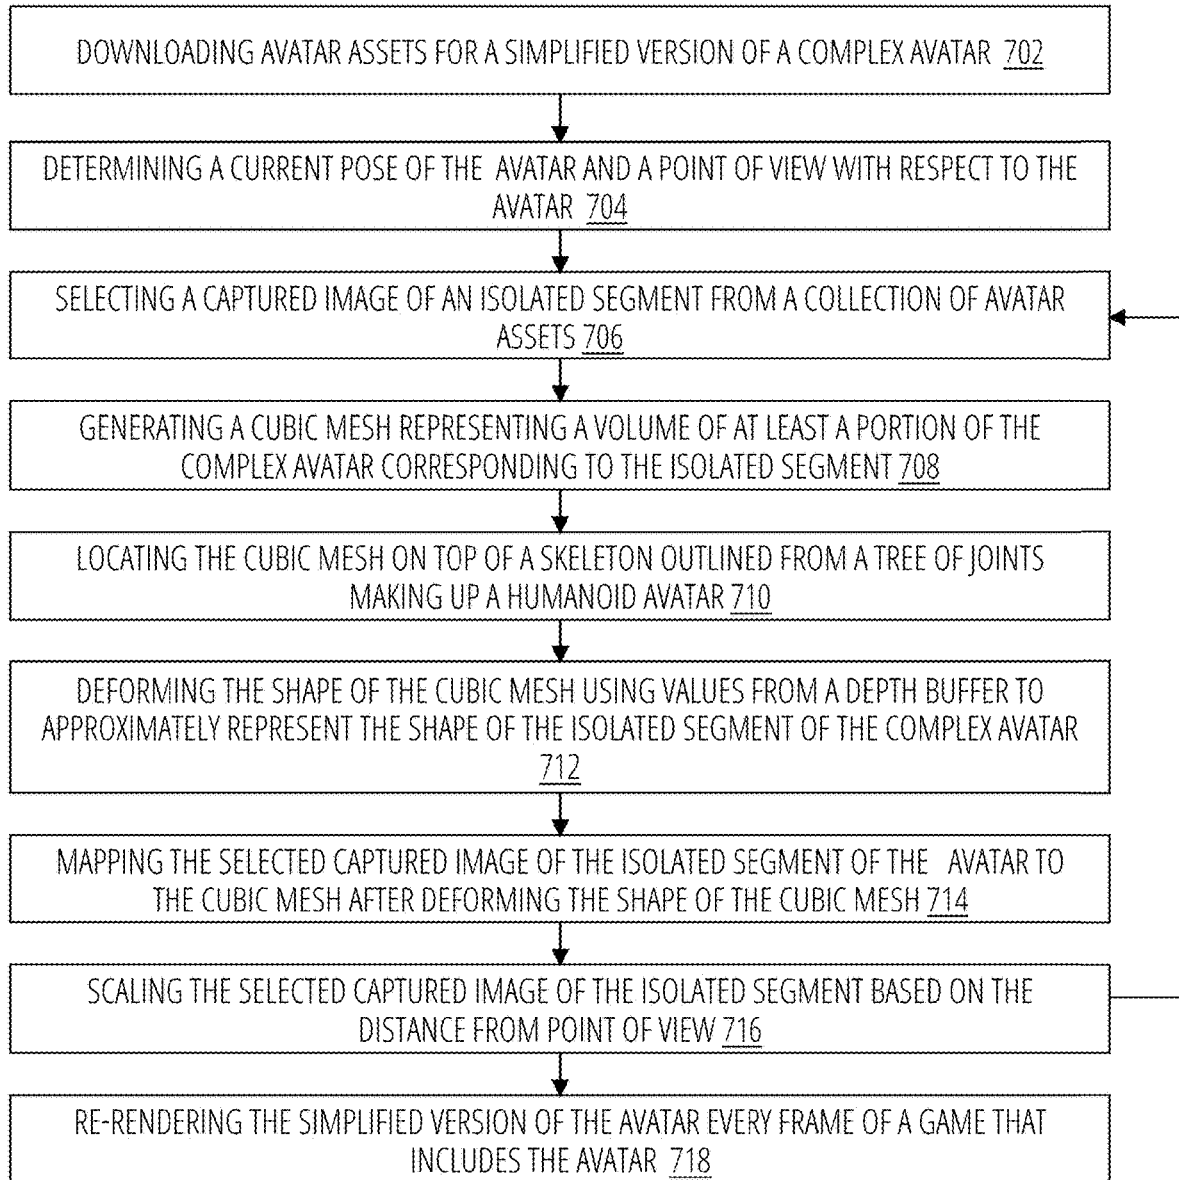 DOWNLOADING AVATAR ASSETS FOR A SIMPLIFIED VERSION OF A COMPLEX AVATAR 702
DETERMINING A CURRENT POSE OF THE AVATAR AND A POINT OF VIEW WITH RESPECT TO THE
AVATAR 704
SELECTING A CAPTURED IMAGE OF AN ISOLATED SEGMENT FROM A COLLECTION OF AVATAR
ASSETS 706
GENERATING A CUBIC MESH REPRESENTING A VOLUME OF AT LEAST A PORTION OF THE
COMPLEX AVATAR CORRESPONDING TO THE ISOLATED SEGMENT 708
LOCATING THE CUBIC MESH ON TOP OF A SKELETON OUTLINED FROM A TREE OF JOINTS
MAKING UP A HUMANOID AVATAR 710
DEFORMING THE SHAPE OF THE CUBIC MESH USING VALUES FROM A DEPTH BUFFER TO
APPROXIMATELY REPRESENT THE SHAPE OF THE ISOLATED SEGMENT OF THE COMPLEX AVATAR
712
MAPPING THE SELECTED CAPTURED IMAGE OF THE ISOLATED SEGMENT OF THE AVATAR TO
THE CUBIC MESH AFTER DEFORMING THE SHAPE OF THE CUBIC MESH 714
SCALING THE SELECTED CAPTURED IMAGE OF THE ISOLATED SEGMENT BASED ON THE
DISTANCE FROM POINT OF VIEW 716
RE-RENDERING THE SIMPLIFIED VERSION OF THE AVATAR EVERY FRAME OF A GAME THAT
INCLUDES THE AVATAR 718